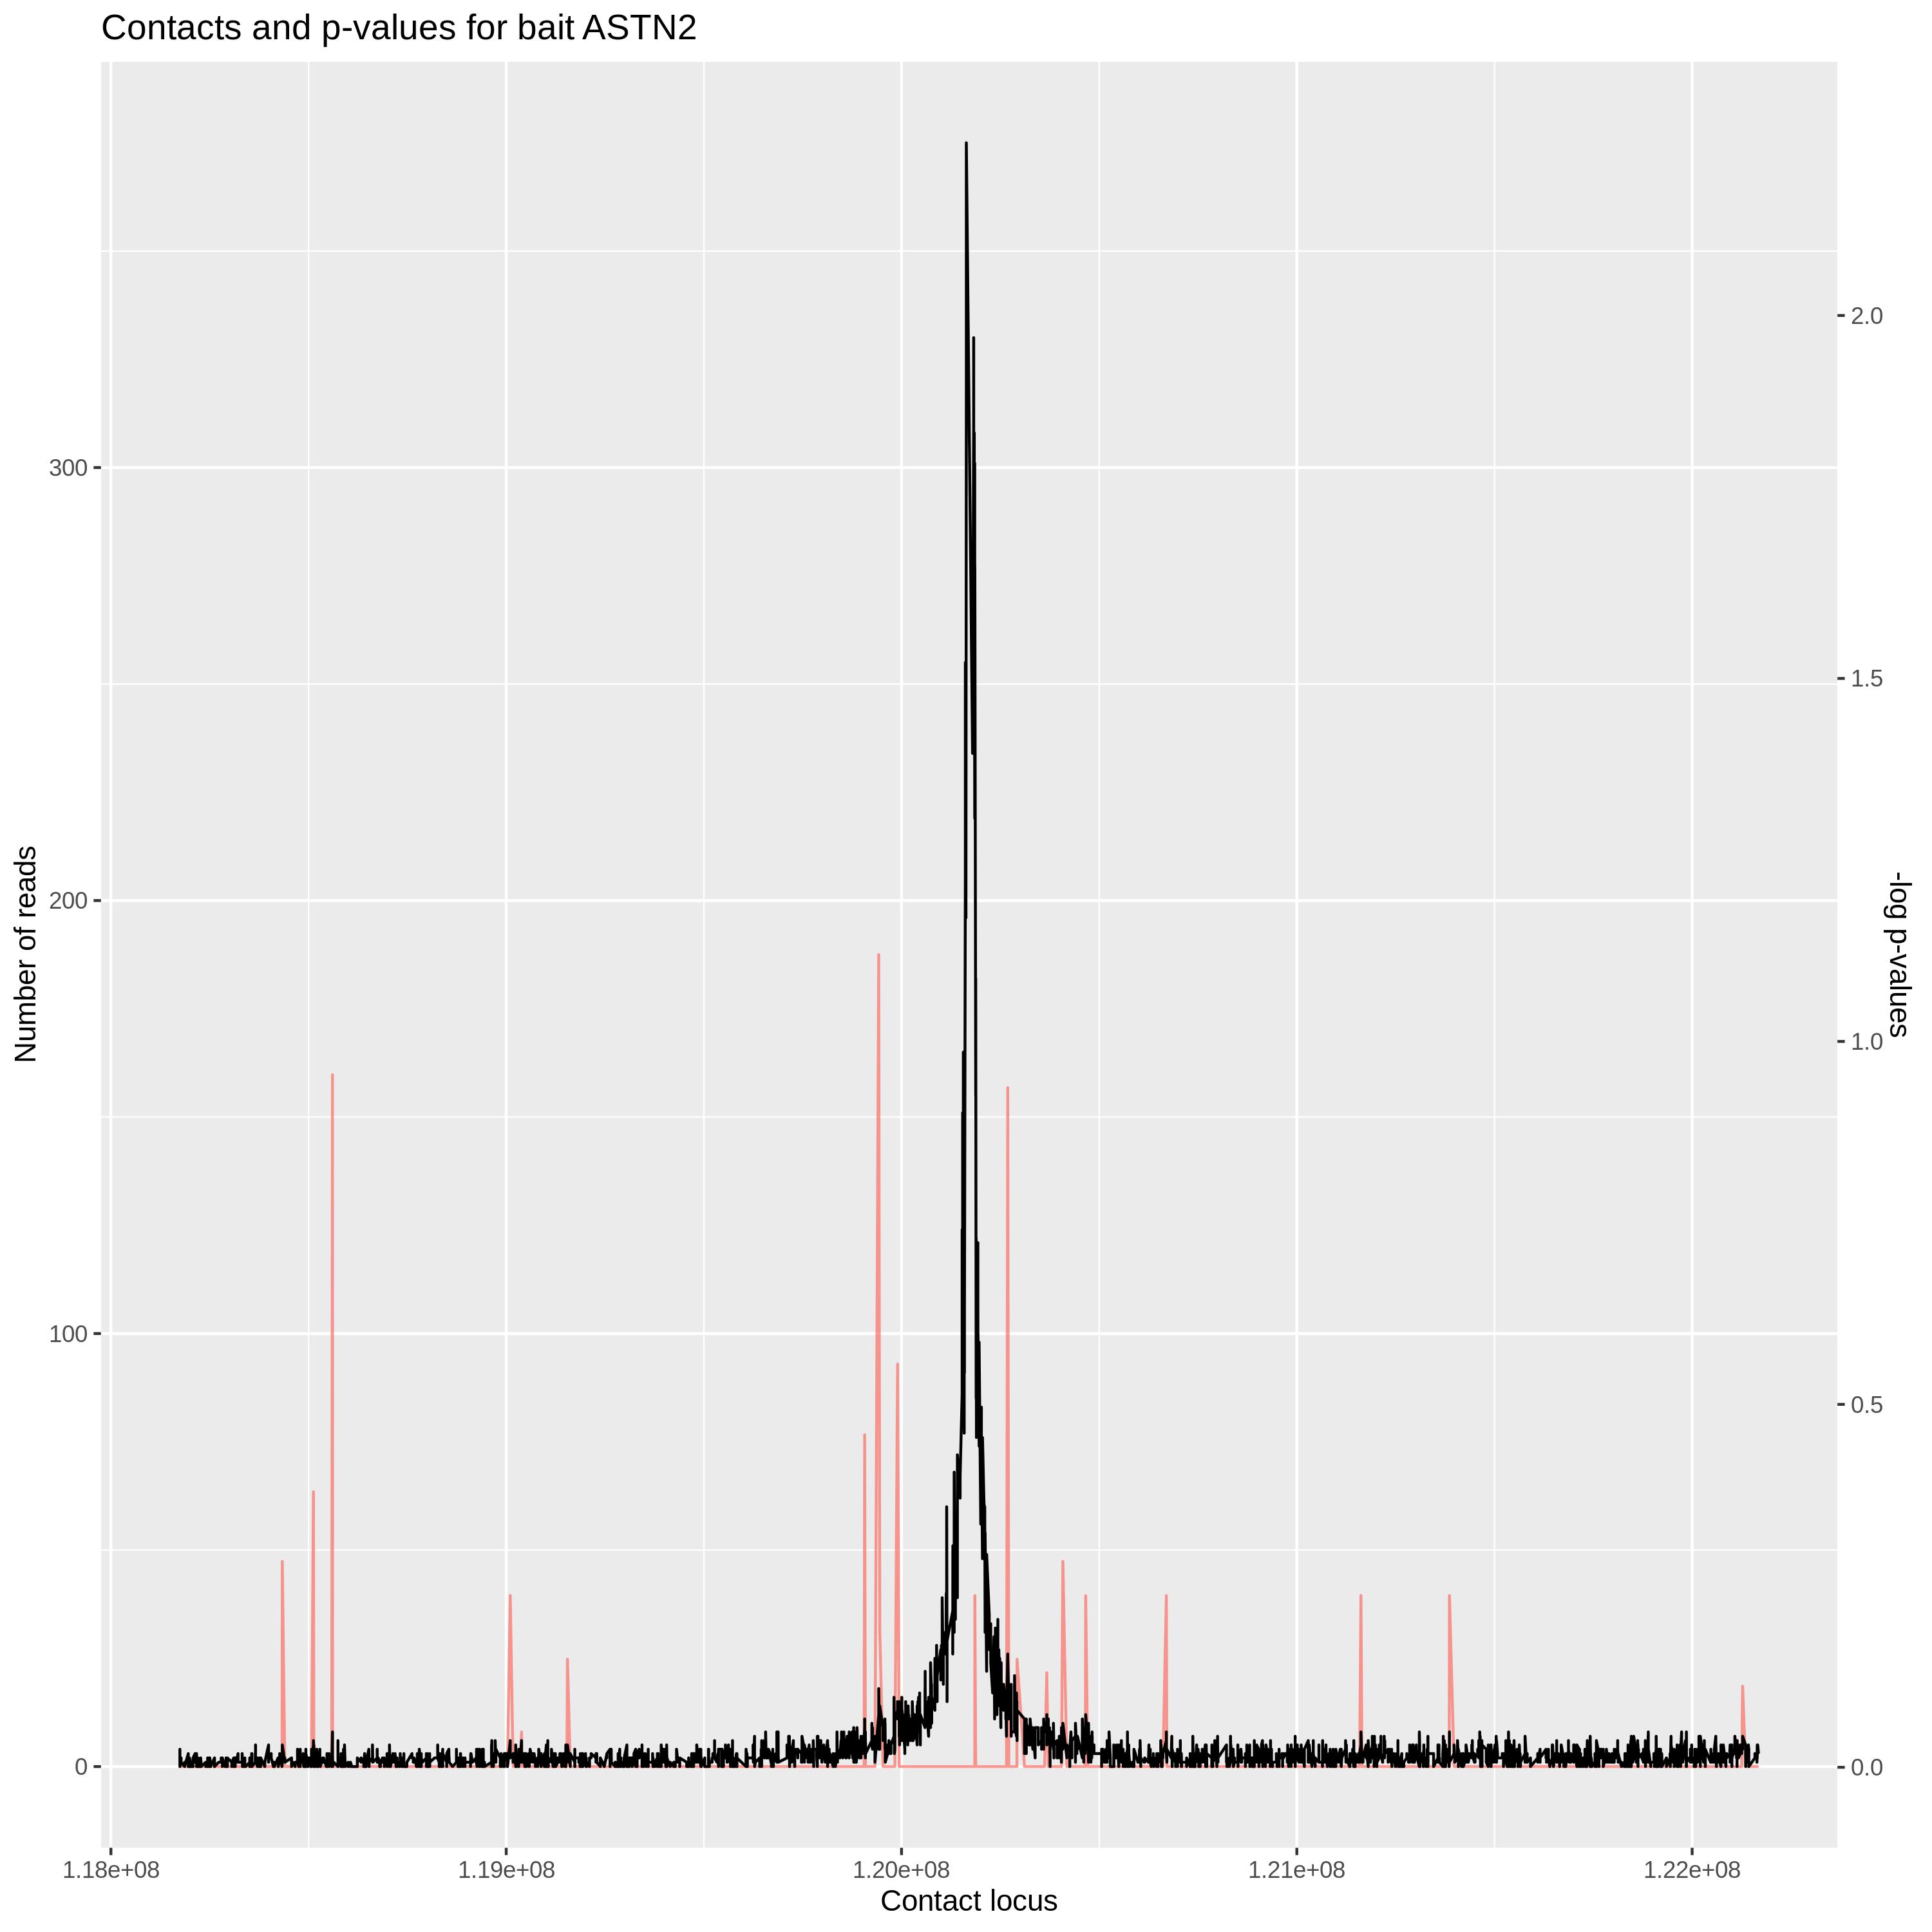 Contacts and p-values for bait ASTN2
Number of reads
300
200
100
0
2.0
1.5
1.0
0.5
0.0
-log p-values
1.18e+08
1.19e+08
1.20e+08
1.21e+08
1.22e+08
Contact locus